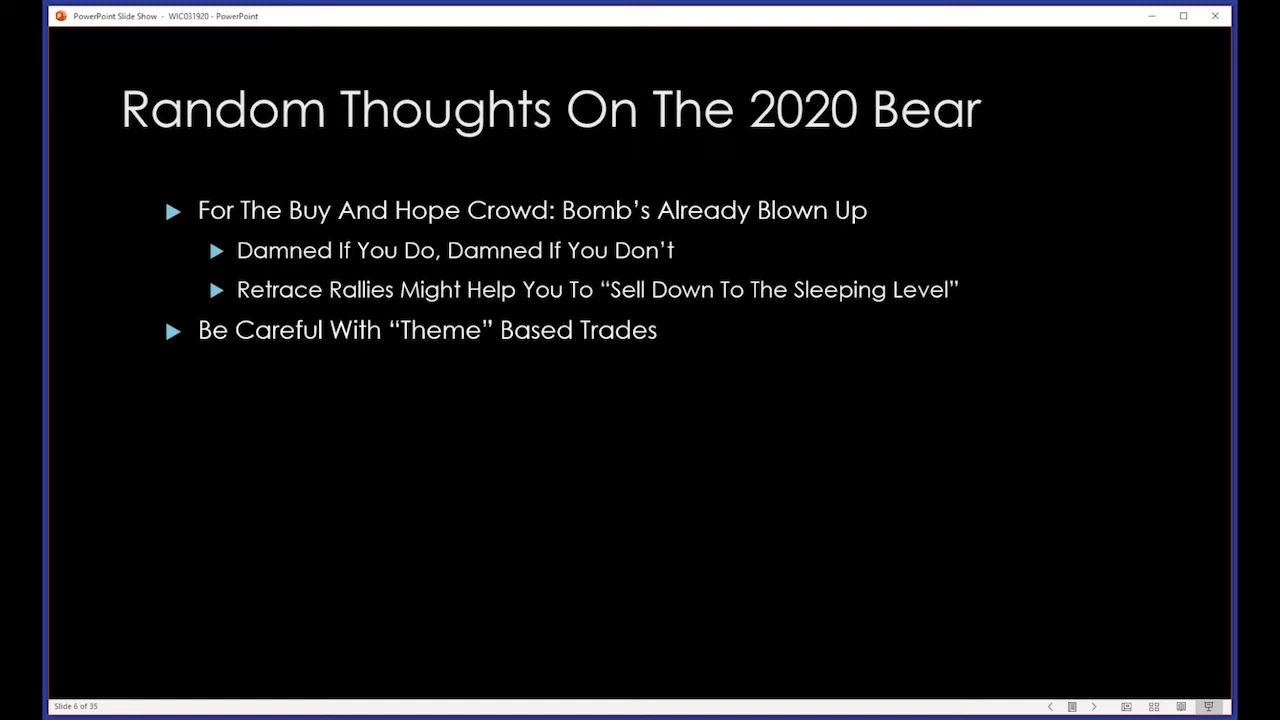 PowerPoint Slide Show - WIC031920 - PowerPoint
Random Thoughts On The 2020 Bear
For The Buy And Hope Crowd: Bomb’s Already Blown Up
Damned If You Do, Damned If You Don’t
Retrace Rallies Might Help You To “Sell Down To The Sleeping Level”
Be Careful With “Theme” Based Trades
Slide 6 of 35